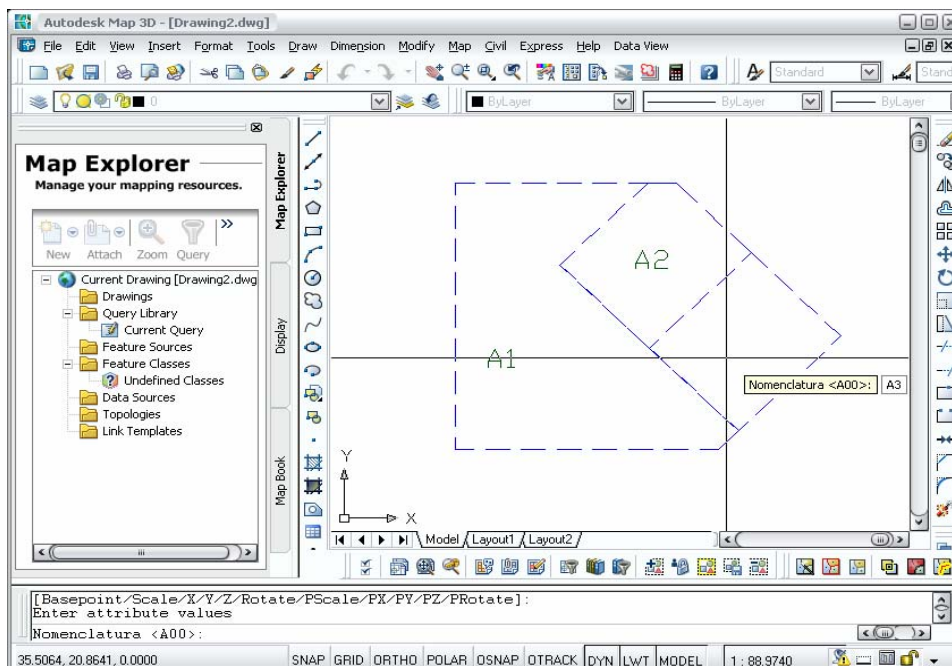 Autodesk Map 3D - [Drawing2.dwg]
File Edit View Insert Format Tools Draw Dimension Modify Map Civil Express Help Data View
Standard
0
ByLayer
ByLayer
ByLayer
Map Explorer
Manage your mapping resources.
New Attach Zoom Query
Current Drawing [Drawing2.dwg
Drawings
Query Library
Current Query
Feature Sources
Feature Classes
Undefined Classes
Data Sources
Topologies
Link Templates
Map Explorer
Display
Map Book
A2
A1
Nomenclatura <A00>: A3
Y
X
Model Layout1 Layout2
[Basepoint/Scale/X/Y/Z/Rotate/PScale/PX/PY/PZ/PRotate]:
Enter attribute values
Nomenclatura <A00>:
35.5064, 20.8641, 0.0000 SNAP GRID ORTHO POLAR OSNAP OTRACK DYN LWT MODEL 1 : 88.9740